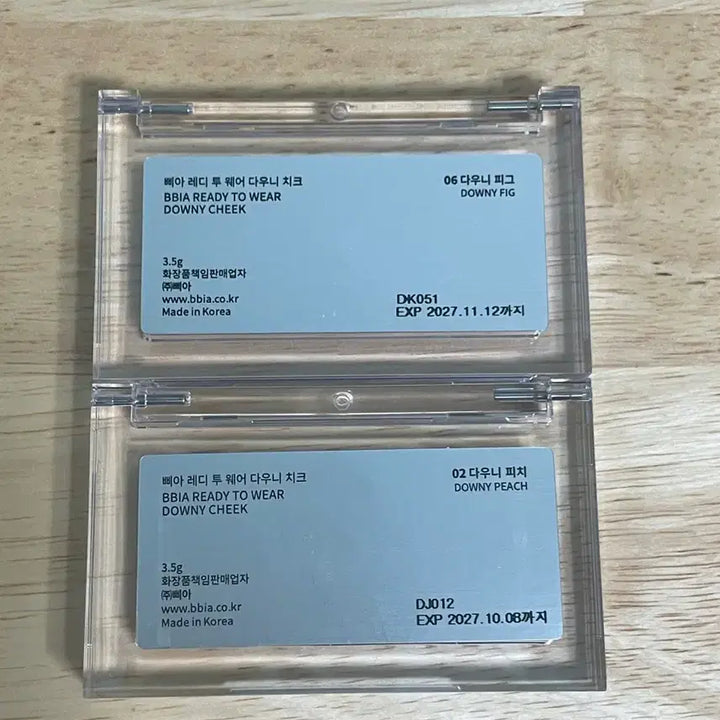 삐아 레디 투 웨어 다우니 치크
BBIA READY TO WEAR
DOWNY CHEEK
06 다우니 피그
DOWNY FIG
3.5g
화장품책임판매업자
㈜삐아
www.bbia.co.kr
Made in Korea
DK051
EXP 2027.11.12까지
삐아 레디 투 웨어 다우니 치크
BBIA READY TO WEAR
DOWNY CHEEK
02 다우니 피치
DOWNY PEACH
3.5g
화장품책임판매업자
㈜삐아
www.bbia.co.kr
Made in Korea
DJ012
EXP 2027.10.08까지